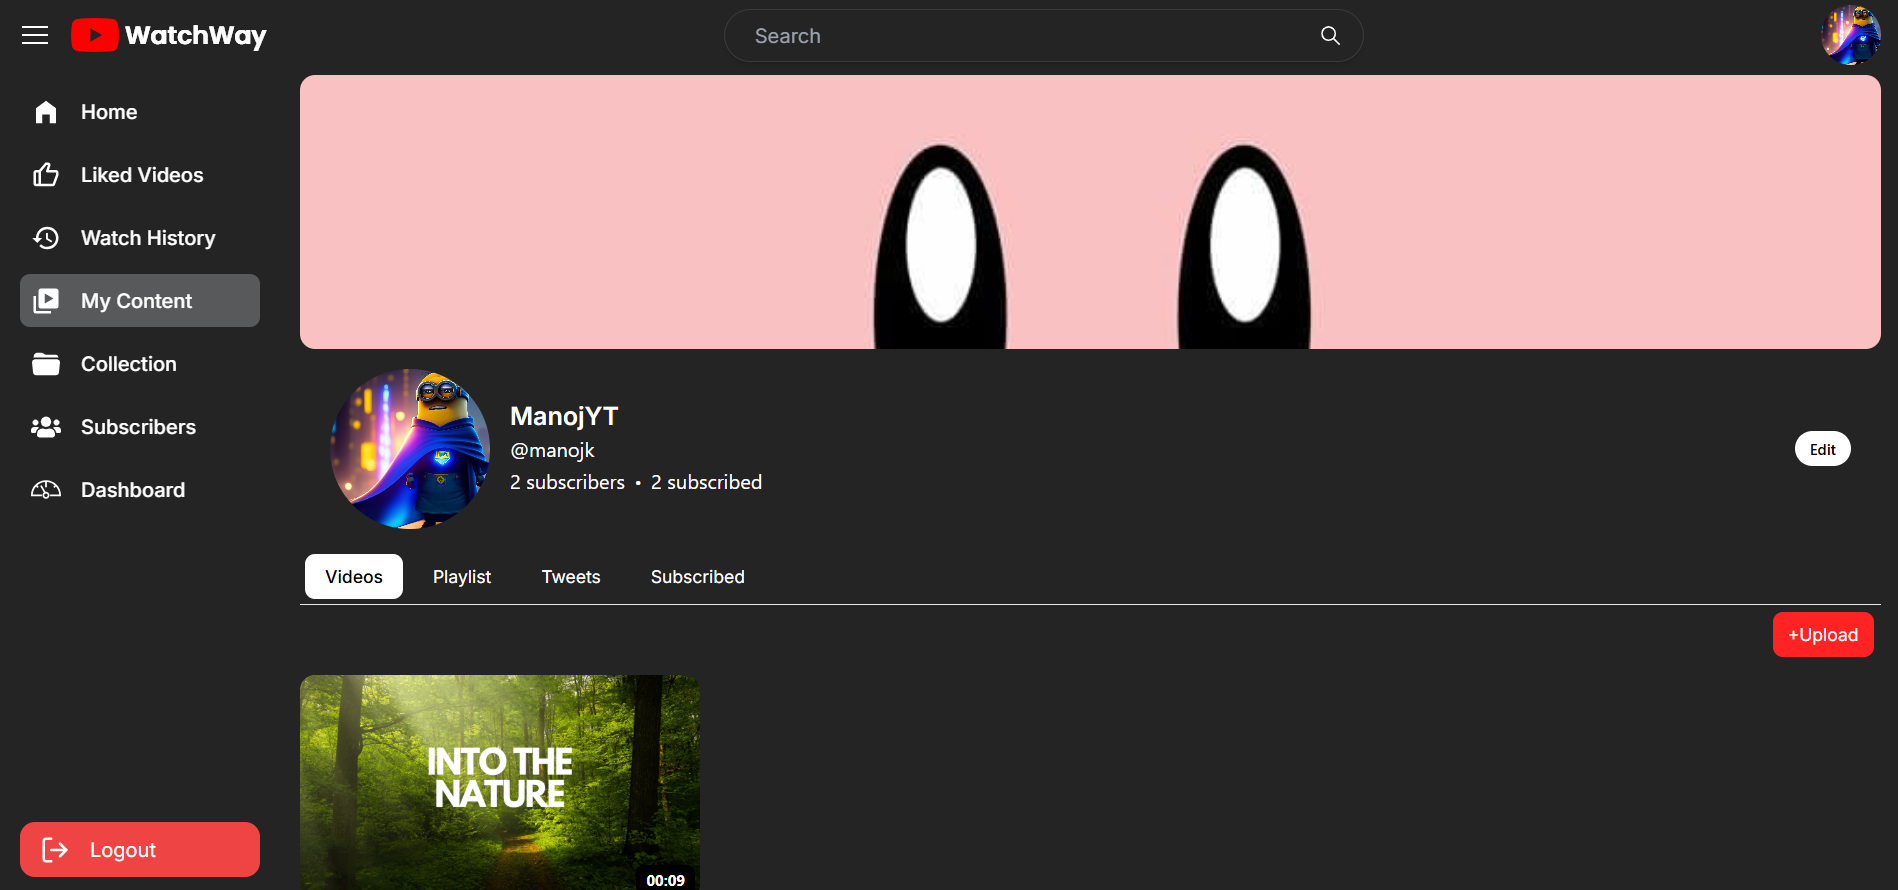 WatchWay
Search
Home
Liked Videos
Watch History
My Content
Collection
Subscribers
Dashboard
Logout
ManojYT
@manojk
2 subscribers • 2 subscribed
Edit
Videos
Playlist
Tweets
Subscribed
+Upload
INTO THE
NATURE
00:09